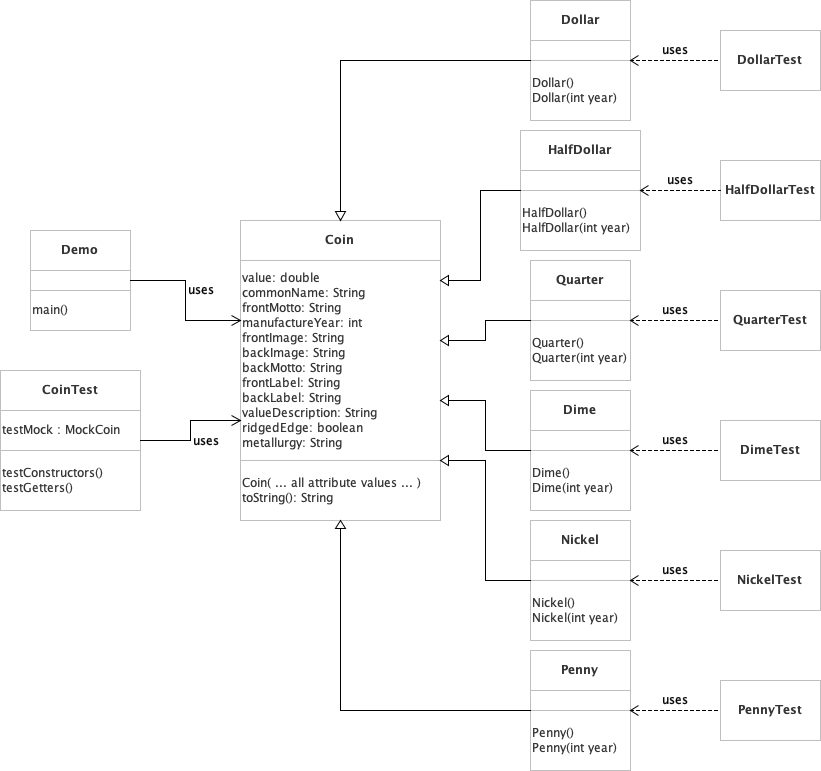 Dollar
Dollar()
Dollar(int year)
uses
DollarTest
HalfDollar
HalfDollar()
HalfDollar(int year)
uses
HalfDollarTest
Demo
main()
uses
CoinTest
testMock : MockCoin
testConstructors()
testGetters()
uses
Coin
value: double
commonName: String
frontMotto: String
manufactureYear: int
frontImage: String
backImage: String
backMotto: String
frontLabel: String
backLabel: String
valueDescription: String
ridgedEdge: boolean
metallurgy: String
Coin( ... all attribute values ... )
toString(): String
Quarter
Quarter()
Quarter(int year)
uses
QuarterTest
Dime
Dime()
Dime(int year)
uses
DimeTest
Nickel
Nickel()
Nickel(int year)
uses
NickelTest
Penny
Penny()
Penny(int year)
uses
PennyTest